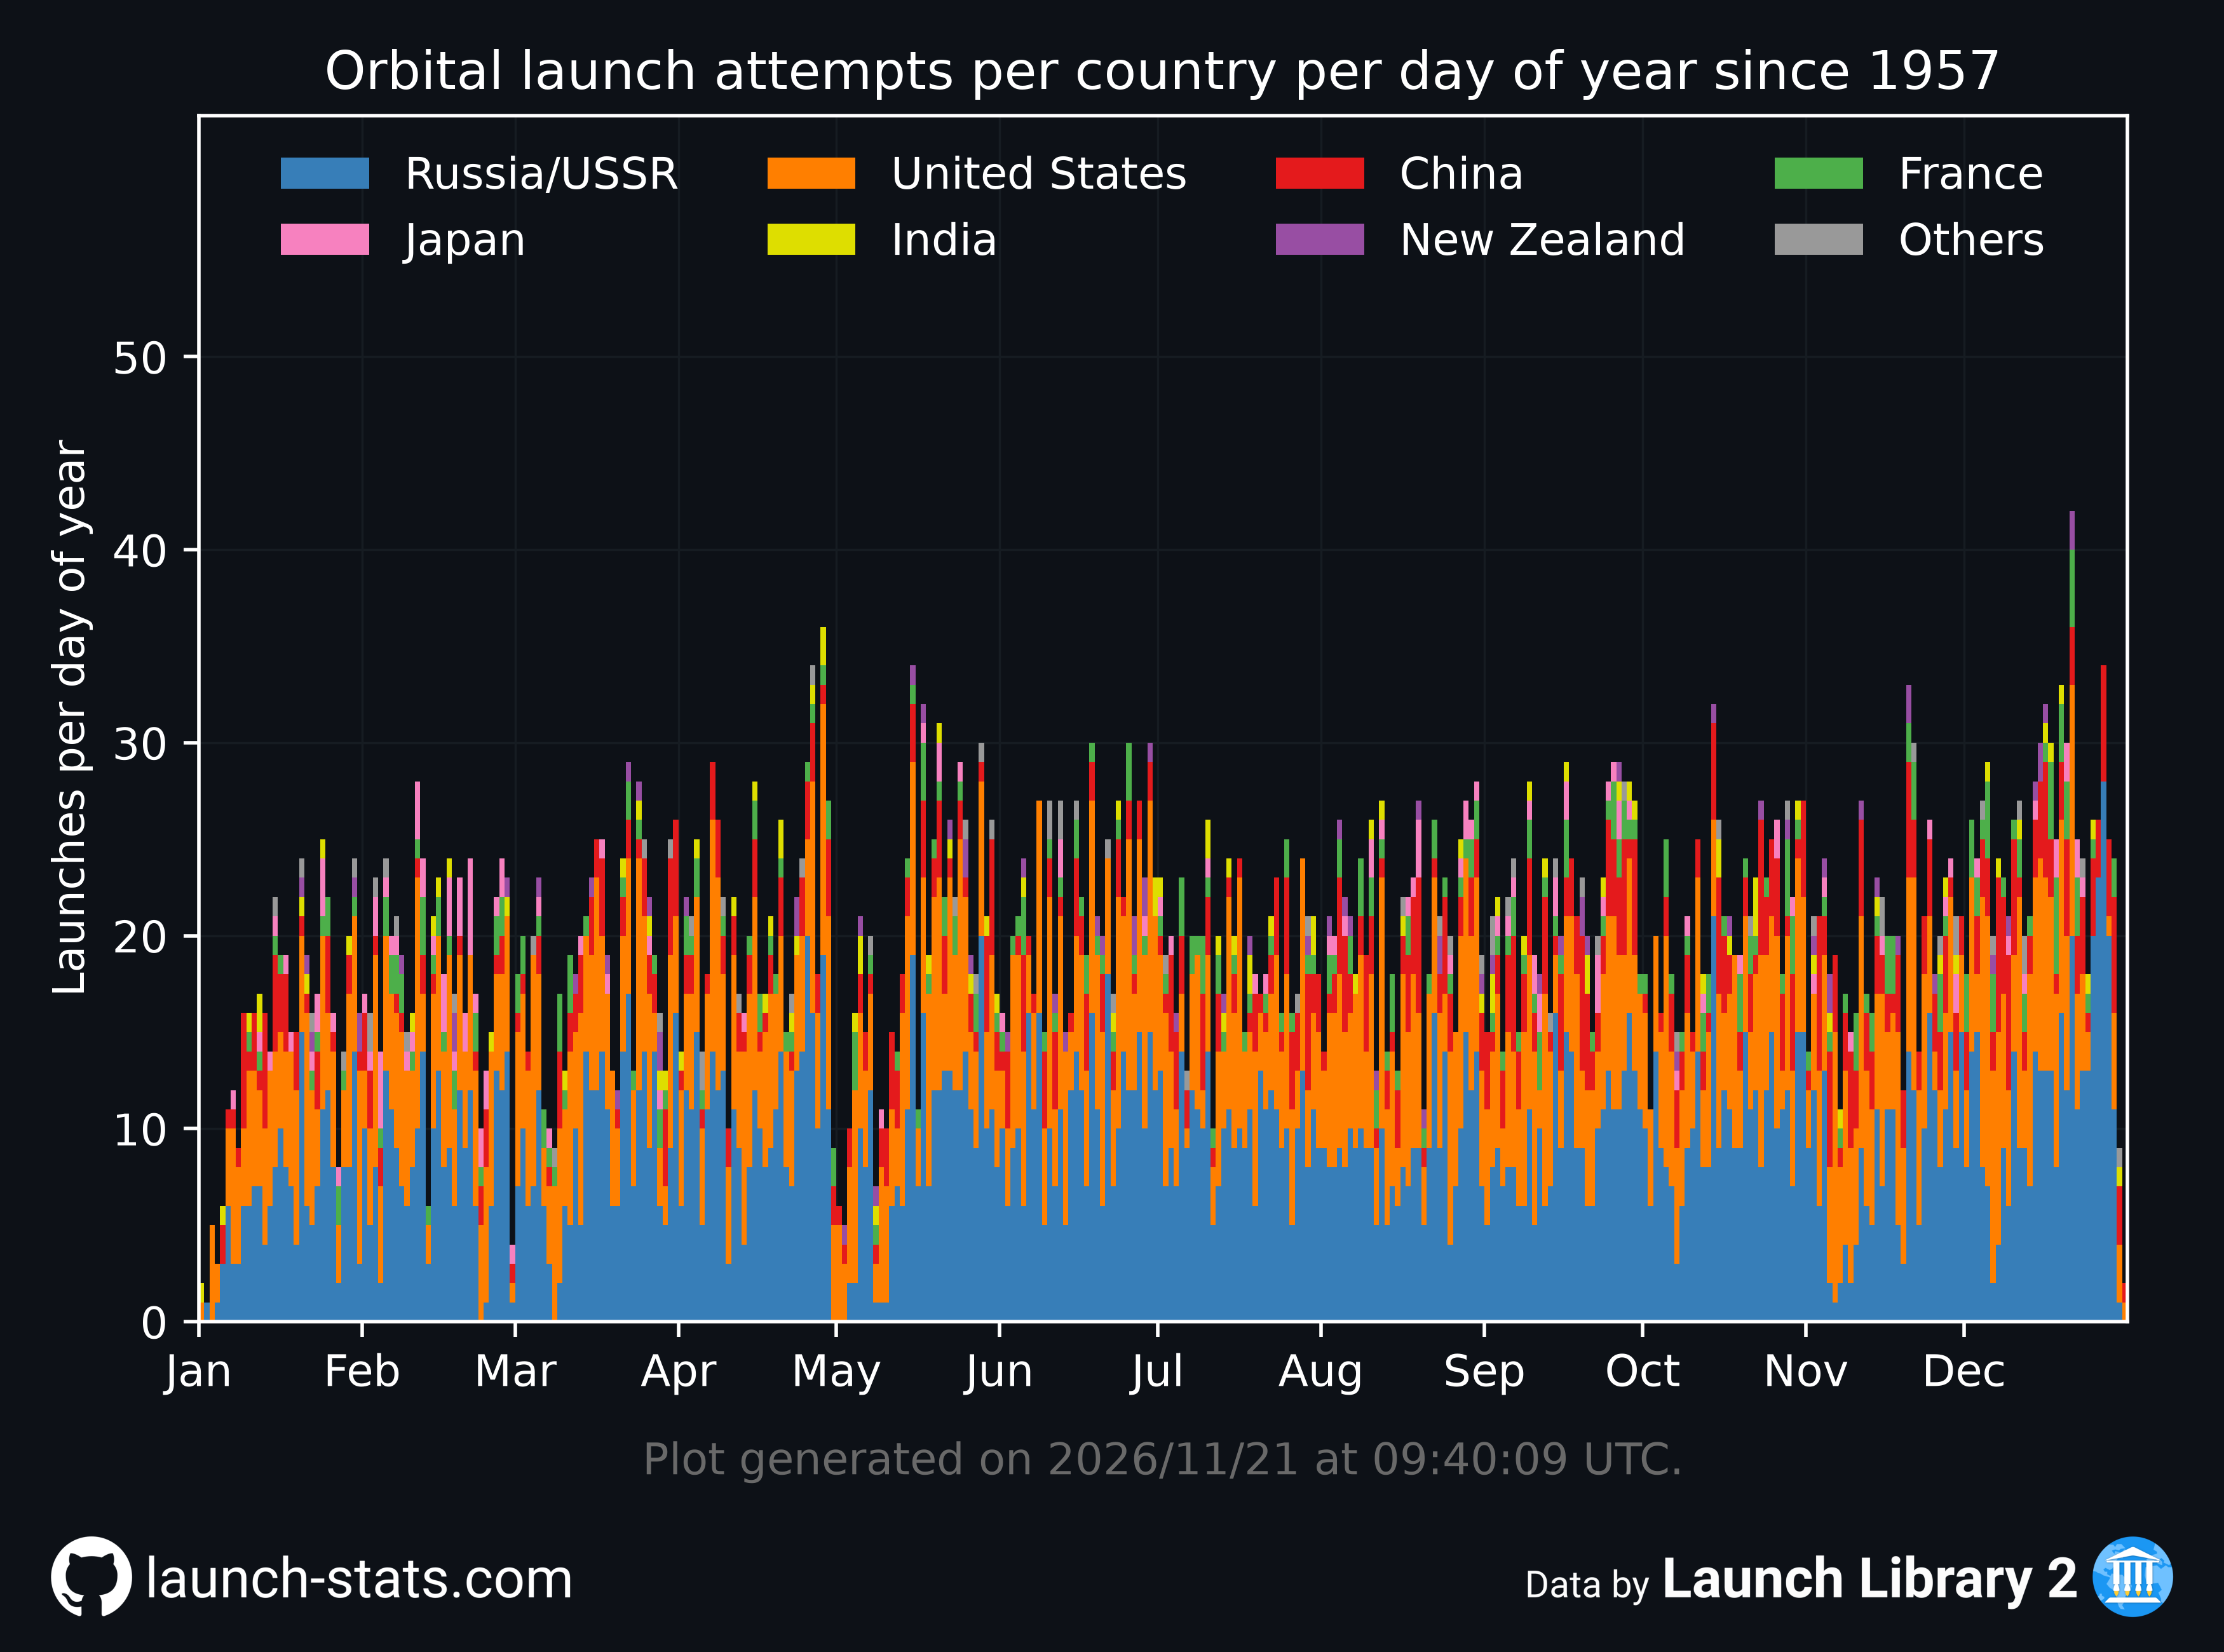 Orbital launch attempts per country per day of year since 1957
Russia/USSR United States China France
Japan India New Zealand Others
Launches per day of year
50
40
30
20
10
0
Jan Feb Mar Apr May Jun Jul Aug Sep Oct Nov Dec
Plot generated on 2026/11/21 at 09:40:09 UTC.
launch-stats.com
Data by Launch Library 2